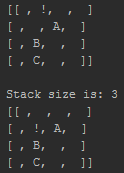 [[ , !, , ]
[ , , A, ]
[ , B, , ]
[ , C, , ]]
Stack size is: 3
[[ , , , ]
[ , !, A, ]
[ , B, , ]
[ , C, , ]]